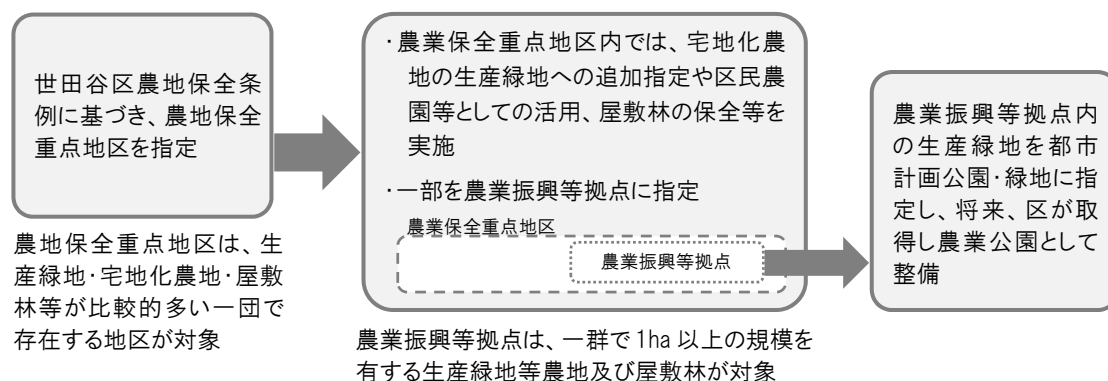 世田谷区農地保全条
例に基づき、農地保全
重点地区を指定
農地保全重点地区は、生
産緑地・宅地化農地・屋敷
林等が比較的多い一団で
存在する地区が対象
・農業保全重点地区内では、宅地化農
地の生産緑地への追加指定や区民農
園等としての活用、屋敷林の保全等を
実施
・一部を農業振興等拠点に指定
農業保全重点地区
農業振興等拠点
農業振興等拠点は、一群で1ha以上の規模を
有する生産緑地等農地及び屋敷林が対象
農業振興等拠点内
の生産緑地を都市
計画公園・緑地に指
定し、将来、区が取
得し農業公園として
整備